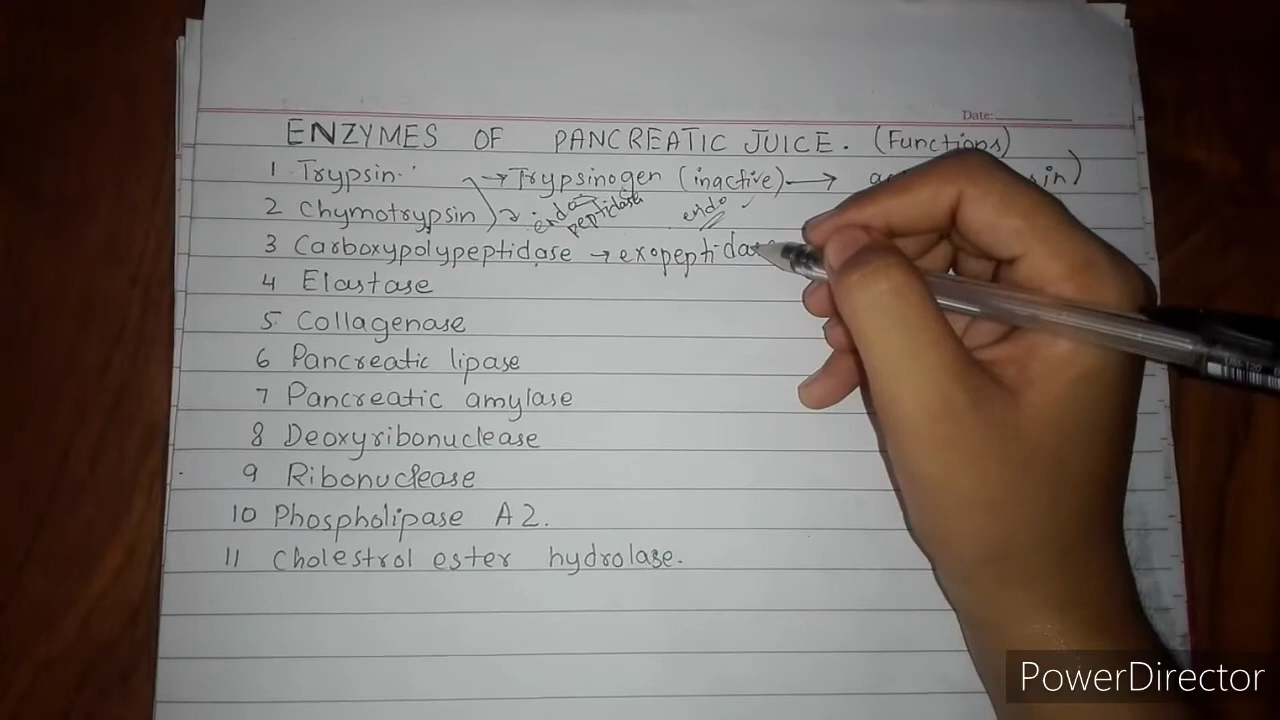 Date:
ENZYMES OF PANCREATIC JUICE. (Functions)
1 Trypsin. → Trypsinogen (inactive) →
2 Chymotrypsin → endo peptidase endo
3 Carboxypolypeptidase → exopeptidas
4 Elastase
5 Collagenase
6 Pancreatic lipase
7 Pancreatic amylase
8 Deoxyribonuclease
9 Ribonuclease
10 Phospholipase A2.
11 Cholestrol ester hydrolase.
PowerDirector